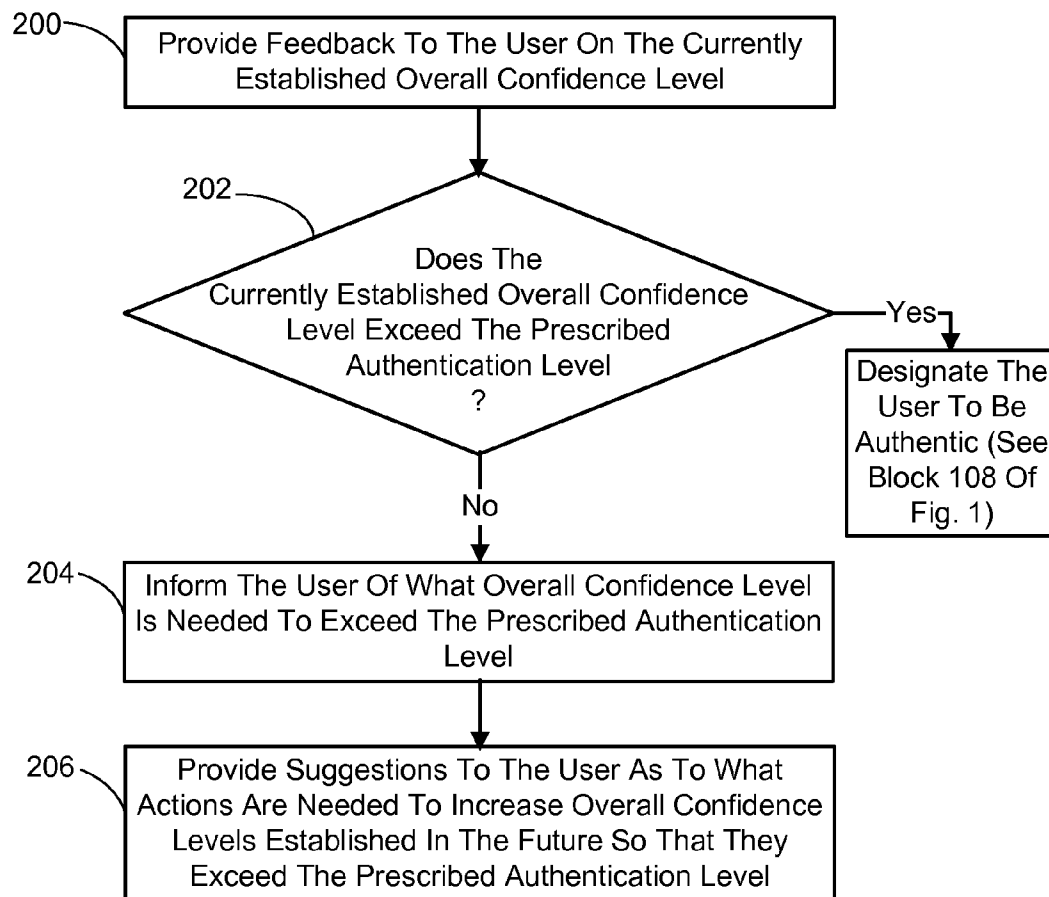 200
Provide Feedback To The User On The Currently
Established Overall Confidence Level
202
Does The
Currently Established Overall Confidence
Level Exceed The Prescribed
Authentication Level
?
Yes
Designate The
User To Be
Authentic (See
Block 108 Of
Fig. 1)
No
204
Inform The User Of What Overall Confidence Level
Is Needed To Exceed The Prescribed Authentication
Level
206
Provide Suggestions To The User As To What
Actions Are Needed To Increase Overall Confidence
Levels Established In The Future So That They
Exceed The Prescribed Authentication Level